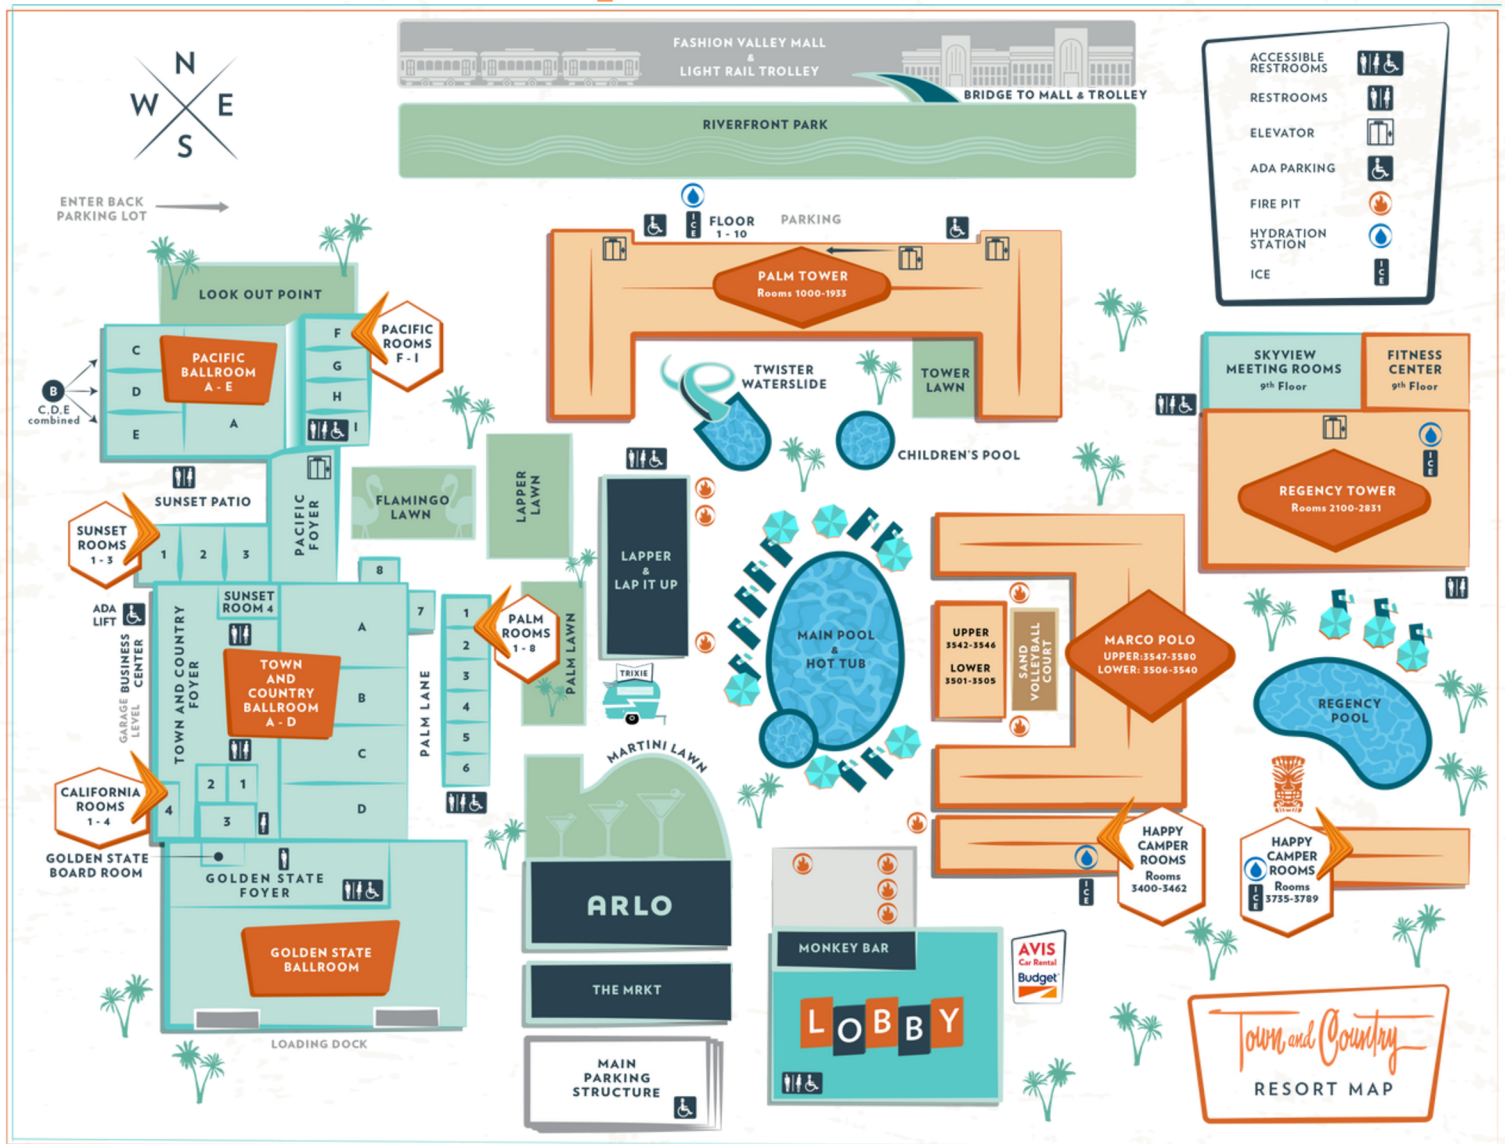 N
W E
S
FASHION VALLEY MALL
&
LIGHT RAIL TROLLEY
BRIDGE TO MALL & TROLLEY
RIVERFRONT PARK
ACCESSIBLE
RESTROOMS
RESTROOMS
ELEVATOR
ADA PARKING
FIRE PIT
HYDRATION
STATION
ICE
ICE
ENTER BACK
PARKING LOT
ICE
FLOOR
1 - 10
PARKING
PALM TOWER
Rooms 1000-1933
LOOK OUT POINT
PACIFIC
BALLROOM
A - E
C
D
E
A
B
C,D,E
combined
F
G
H
I
PACIFIC
ROOMS
F - I
TWISTER
WATERSLIDE
TOWER
LAWN
CHILDREN'S POOL
SKYVIEW
MEETING ROOMS
9th Floor
FITNESS
CENTER
9th Floor
ICE
REGENCY TOWER
Rooms 2100-2831
SUNSET PATIO
PACIFIC
FOYER
FLAMINGO
LAWN
LAPPER
LAWN
SUNSET
ROOMS
1 - 3
1
2
3
LAPPER
&
LAP IT UP
8
7
ADA
LIFT
GARAGE BUSINESS
LEVEL CENTER
TOWN AND COUNTRY
FOYER
SUNSET
ROOM 4
TOWN
AND
COUNTRY
BALLROOM
A - D
A
B
C
D
PALM LANE
1
2
3
4
5
6
PALM
ROOMS
1 - 8
PALM LAWN
TRIXIE
MAIN POOL
&
HOT TUB
UPPER
3542-3546
LOWER
3501-3505
SAND
VOLLEYBALL
COURT
MARCO POLO
UPPER:3547-3580
LOWER: 3506-3540
REGENCY
POOL
CALIFORNIA
ROOMS
1 - 4
4
2
1
3
GOLDEN STATE
BOARD ROOM
GOLDEN STATE
FOYER
GOLDEN STATE
BALLROOM
LOADING DOCK
MARTINI LAWN
ARLO
THE MRKT
MAIN
PARKING
STRUCTURE
MONKEY BAR
LOBBY
AVIS
Car Rental
Budget
ICE
HAPPY
CAMPER
ROOMS
Rooms
3400-3462
HAPPY
CAMPER
ROOMS
Rooms
3735-3789
ICE
Town and Country
RESORT MAP